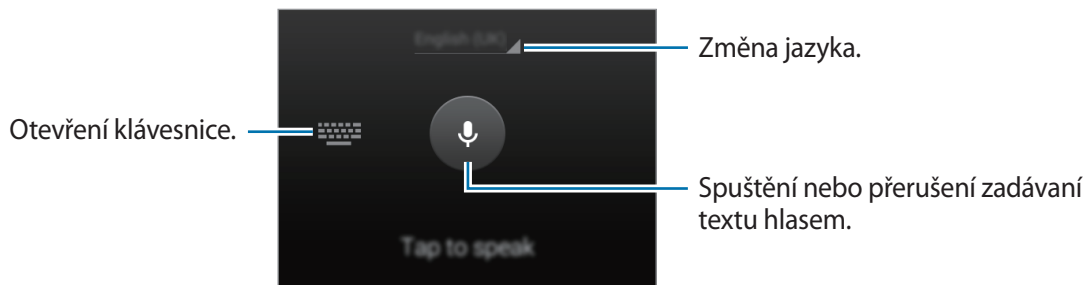 English (UK)
Změna jazyka.
Otevření klávesnice.
Spuštění nebo přerušení zadávaní
textu hlasem.
Tap to speak